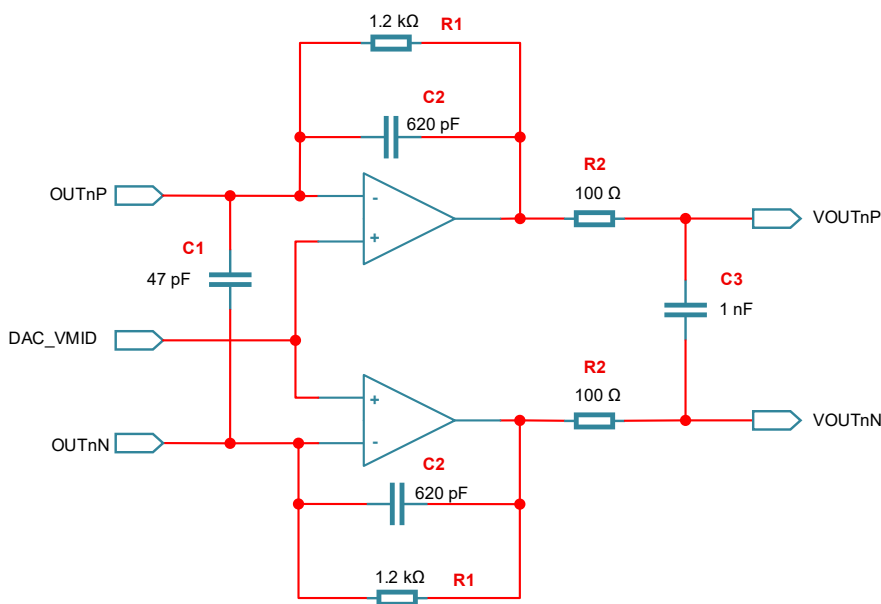 1.2 kΩ
R1
C2
620 pF
R2
100 Ω
OUTnP
-
VOUTnP
+
C1
47 pF
C3
1 nF
DAC_VMID
R2
100 Ω
+
VOUTnN
OUTnN
-
C2
620 pF
1.2 kΩ
R1